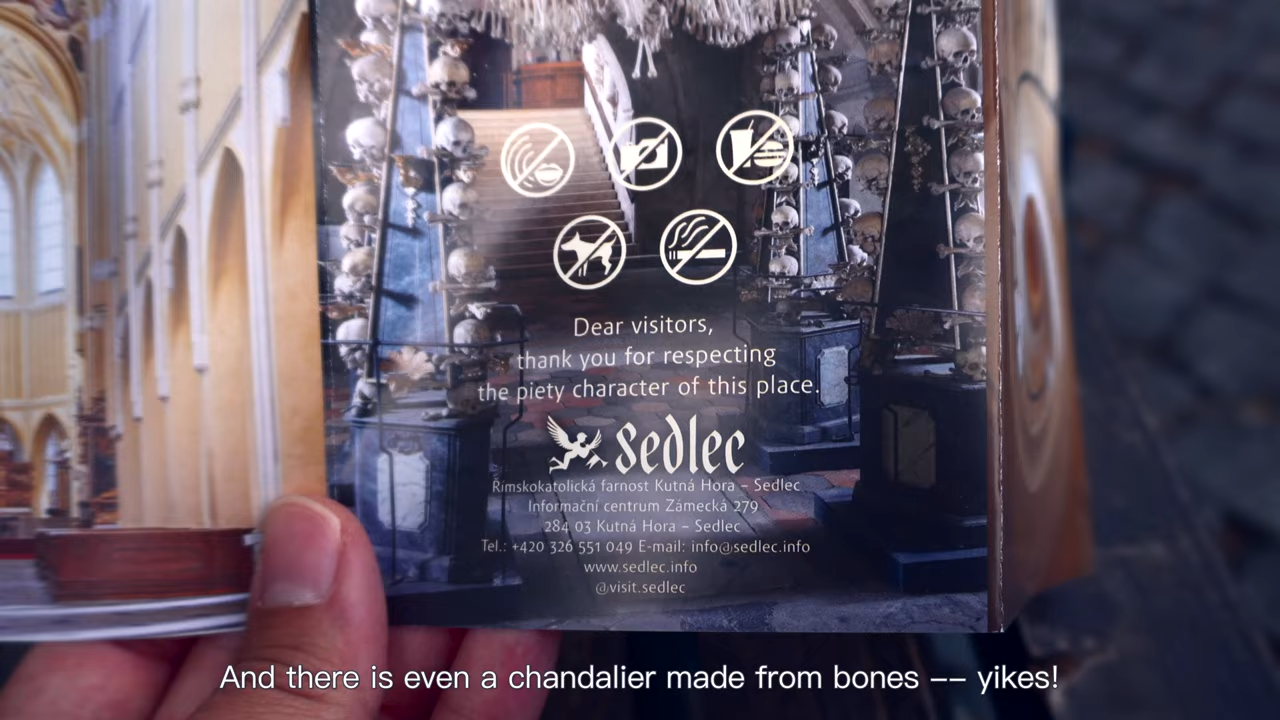 Dear visitors,
thank you for respecting
the piety character of this place.
sedlec
Římskokatolická farnost Kutná Hora – Sedlec
Informační centrum Zámecká 279
284 03 Kutná Hora – Sedlec
Tel.: +420 326 551 049 E-mail: info@sedlec.info
www.sedlec.info
@visit.sedlec
And there is even a chandalier made from bones -- yikes!